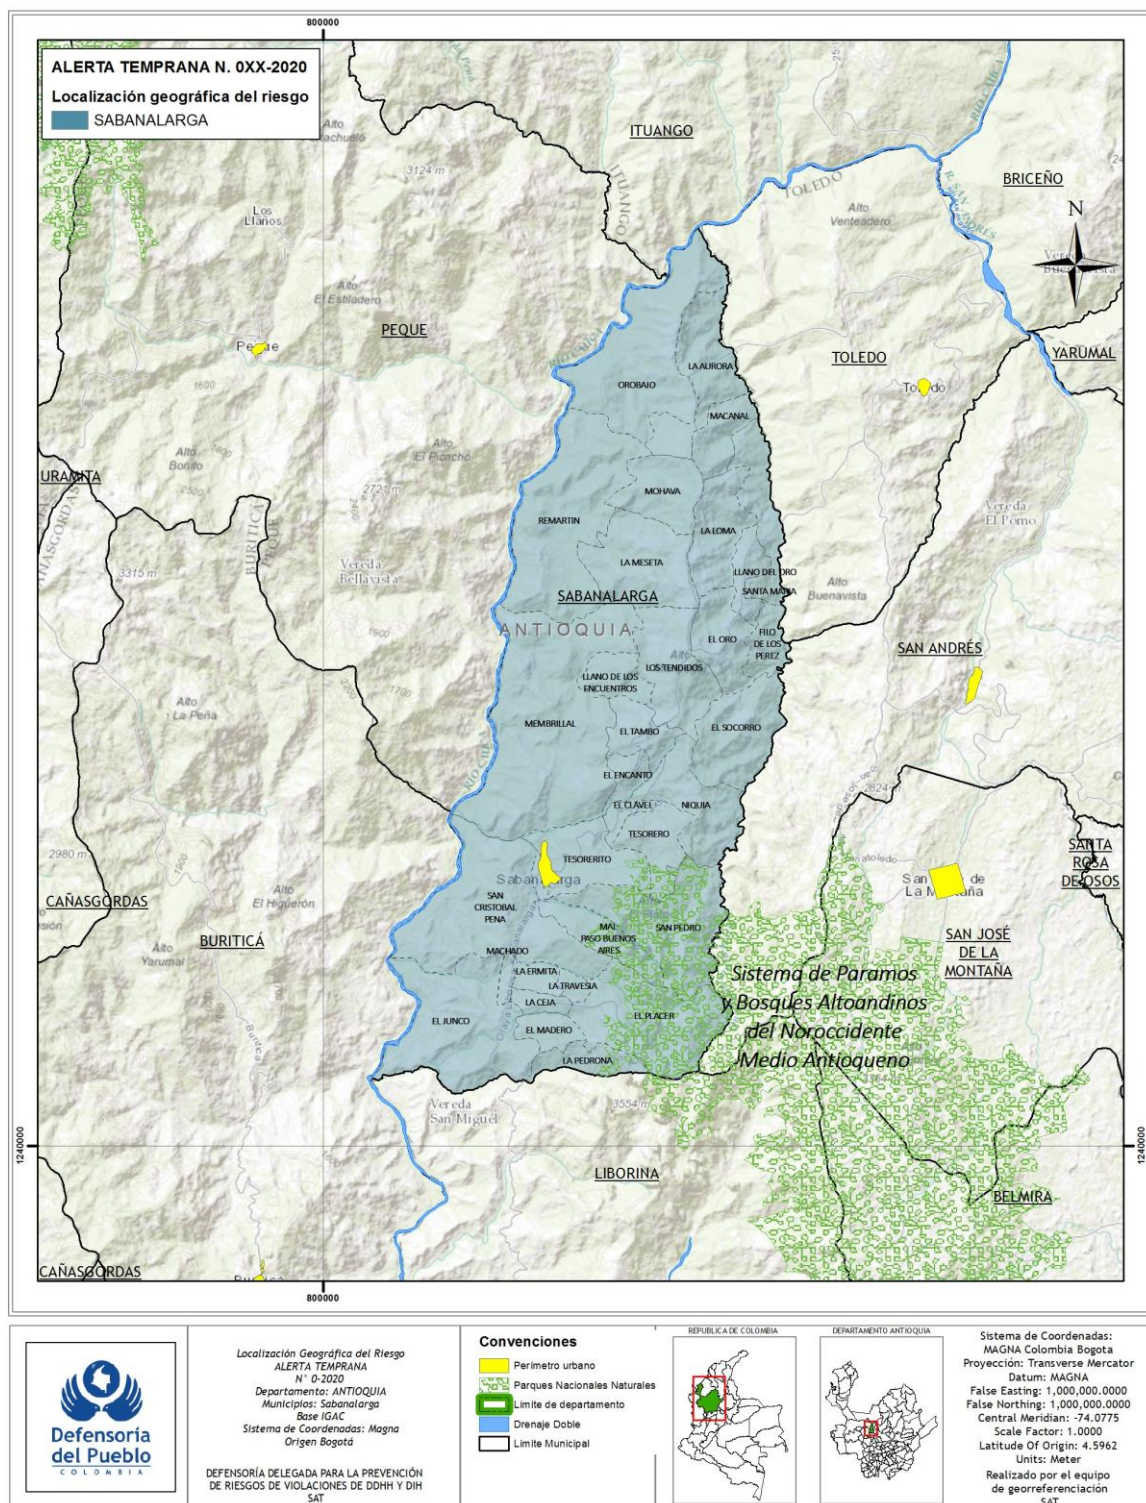 800000
ALERTA TEMPRANA N. 0XX-2020
Localización geográfica del riesgo
SABANALARGA
ITUANGO
BRICEÑO
3124 m
Los
Llanos
ITUANGO
TOLEDO
Alto
Venteadero
R. SAN ANDRES
N
Alto
El Estiladero
PEQUE
RIO CAUCA
TOLEDO
YARUMAL
LA AURORA
OROBAJO
1600
MACANAL
Alto
Bonito
Alto
El Picacho
URAMITA
2721 m
2400
MOHAVA
REMARTIN
LA LOMA
Vereda
El Pomo
BURITICA
PEQUE
3315 m
Vereda
Bellavista
LA MESETA
LLANO DEL ORO
SANTA MARIA
Alto
Buenavista
SABANALARGA
ANTIOQUIA
1900
EL ORO
FILO
DE LOS
PEREZ
SAN ANDRÉS
LOS TENDIDOS
LLANO DE LOS
ENCUENTROS
1700
Alto
La Peña
MEMBRILLAL
EL TAMBO
EL SOCORRO
EL ENCANTO
2824
EL CLAVEL
NIQUIA
TESORERO
2980 m
TESORERITO
SANTA
ROSA
DE OSOS
CAÑASGORDAS
Alto
El Higuerón
SAN
CRISTOBAL
PENA
BURITICÁ
Alto
Yarumal
MAL
PASO BUENOS
AIRES
SAN PEDRO
SAN JOSÉ
DE LA
MONTAÑA
MACHADO
LA ERMITA
LA TRAVESIA
LA CEJA
Sistema de Paramos
y Bosques Altoandinos
del Noroccidente
Medio Antioqueno
EL JUNCO
EL MADERO
EL PLACER
LA PEDRONA
Vereda
San Miguel
3554 m
1240000
1240000
LIBORINA
BELMIRA
CAÑASGORDAS
800000
Defensoría
del Pueblo
COLOMBIA
Localización Geográfica del Riesgo
ALERTA TEMPRANA
N° 0-2020
Departamento: ANTIOQUIA
Municipios: Sabanalarga
Base IGAC
Sistema de Coordenadas: Magna
Origen Bogotá
DEFENSORÍA DELEGADA PARA LA PREVENCIÓN
DE RIESGOS DE VIOLACIONES DE DDHH Y DIH
SAT
Convenciones
Perímetro urbano
Parques Nacionales Naturales
Limite de departamento
Drenaje Doble
Limite Municipal
REPUBLICA DE COLOMBIA
DEPARTAMENTO ANTIOQUIA
Sistema de Coordenadas:
MAGNA Colombia Bogota
Proyección: Transverse Mercator
Datum: MAGNA
False Easting: 1,000,000.0000
False Northing: 1,000,000.0000
Central Meridian: -74.0775
Scale Factor: 1.0000
Latitude Of Origin: 4.5962
Units: Meter
Realizado por el equipo
de georreferenciación
SAT